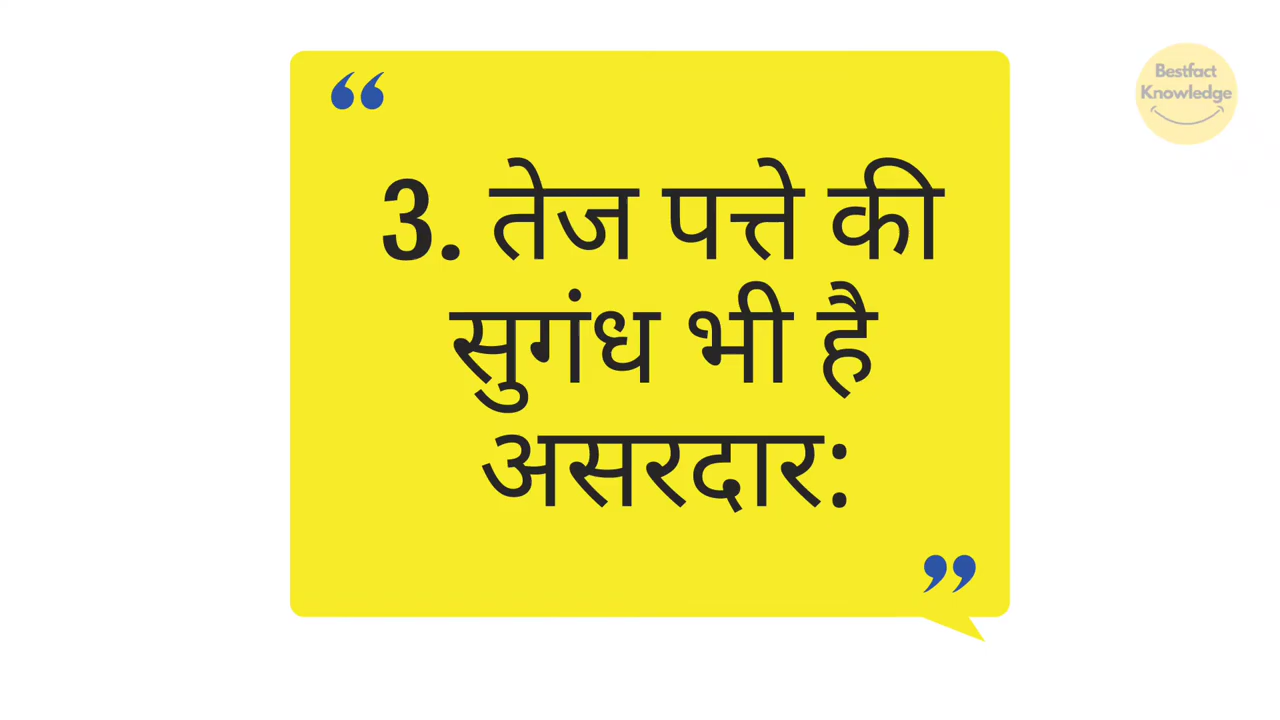 Bestfact
Knowledge
“
3. तेज पत्ते की
सुगंध भी है
असरदार:
”